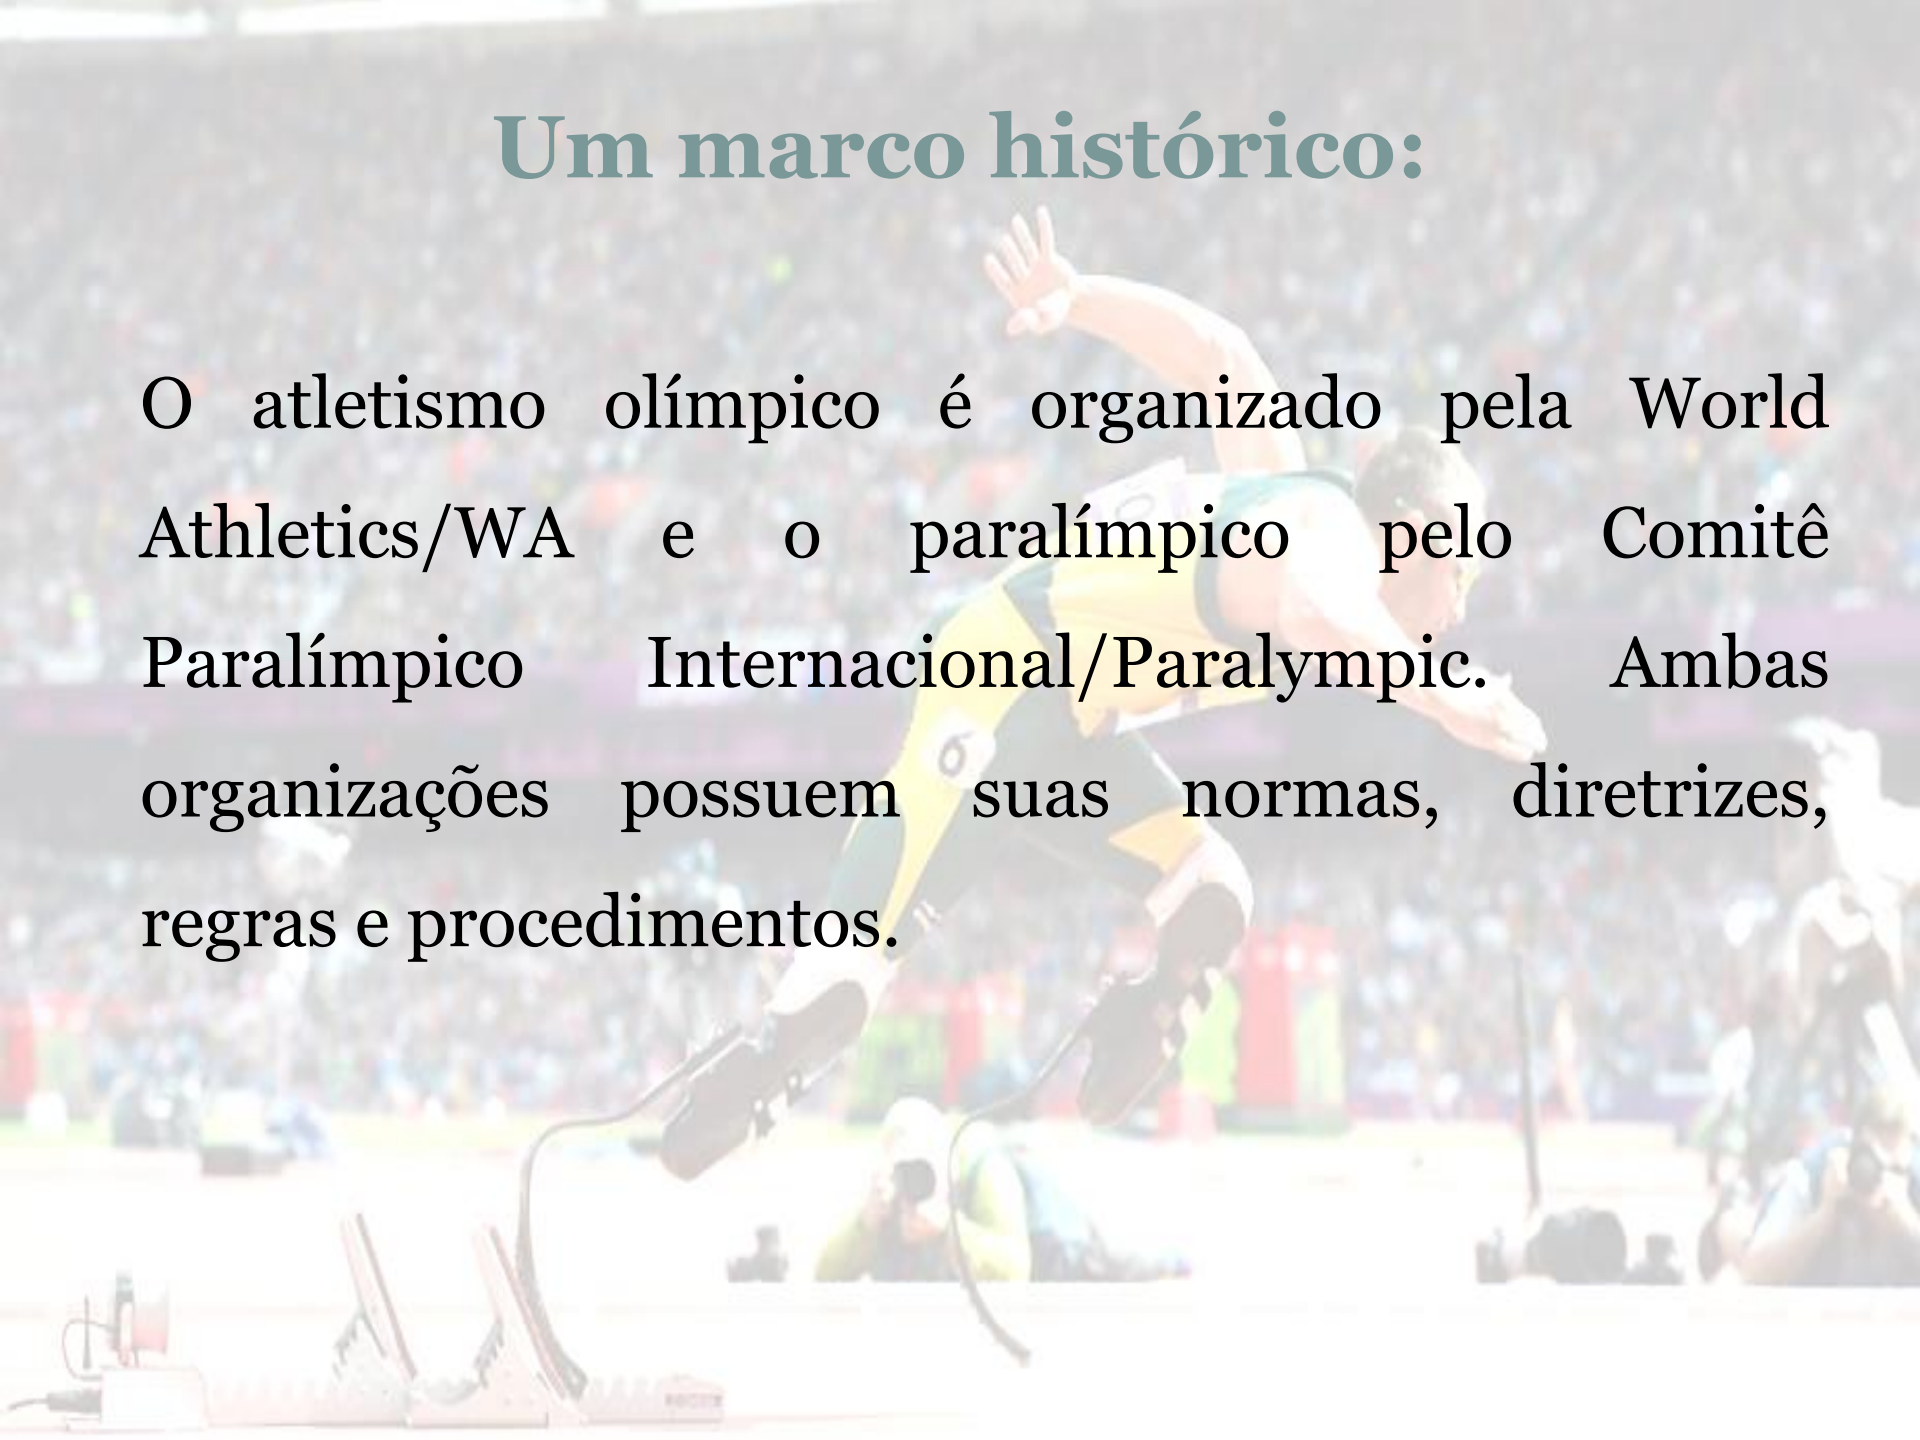 Um marco histórico:
O atletismo olímpico é organizado pela World
Athletics/WA e o paralímpico pelo Comitê
Paralímpico Internacional/Paralympic. Ambas
organizações possuem suas normas, diretrizes,
regras e procedimentos.
6